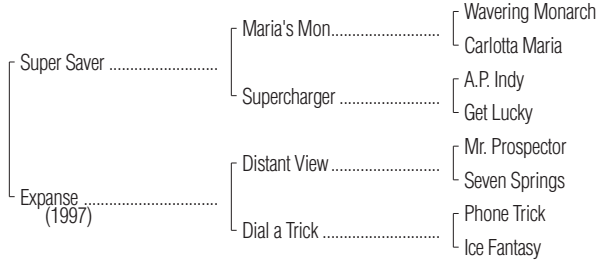 Wavering Monarch
Maria's Mon
Carlotta Maria
Super Saver
A.P. Indy
Supercharger
Get Lucky
Mr. Prospector
Distant View
Seven Springs
Expanse
(1997)
Phone Trick
Dial a Trick
Ice Fantasy